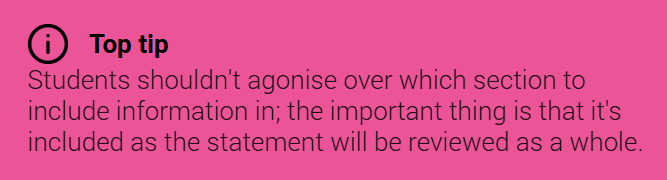 Top tip
Students shouldn't agonise over which section to
include information in; the important thing is that it's
included as the statement will be reviewed as a whole.